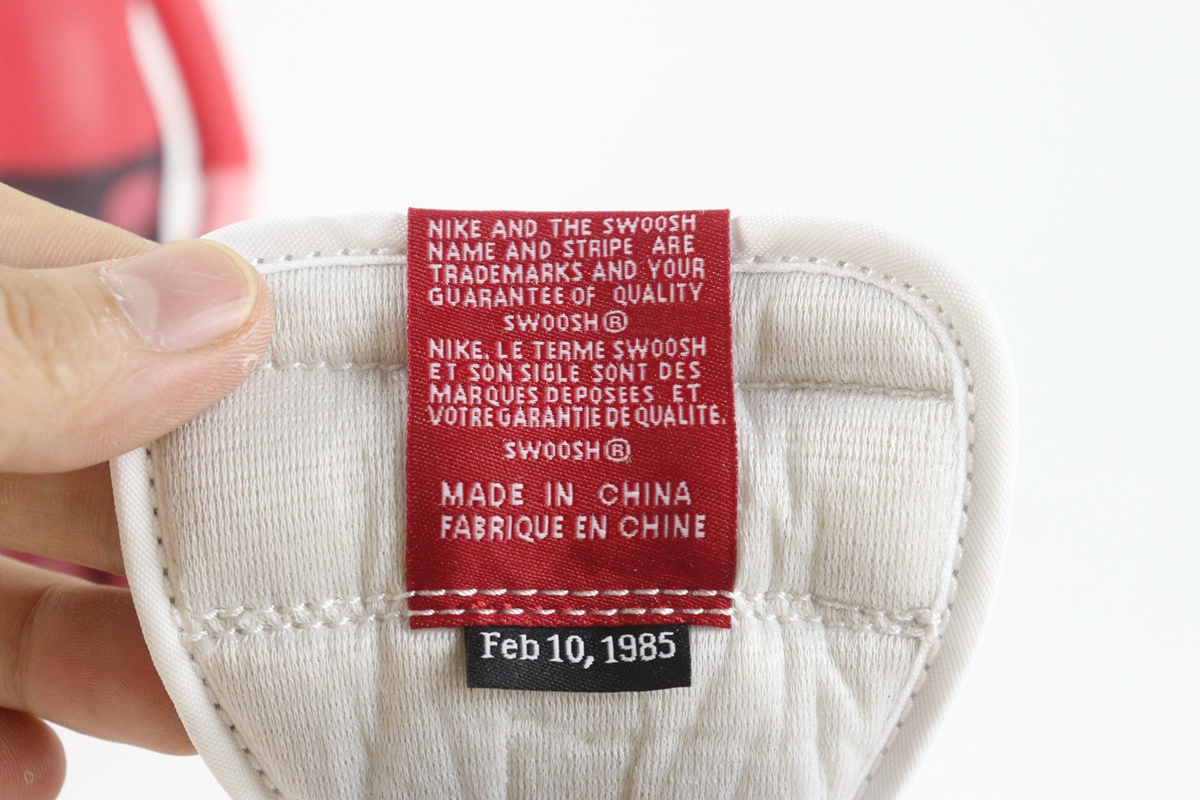 NIKE AND THE SWOOSH
NAME AND STRIPE ARE
TRADEMARKS AND YOUR
GUARANTEE OF QUALITY
SWOOSH®
NIKE. LE TERME SWOOSH
ET SON SIGLE SONT DES
MARQUES DEPOSEES ET
VOTRE GARANTIE DE QUALITE.
SWOOSH®
MADE IN CHINA
FABRIQUE EN CHINE
Feb 10, 1985